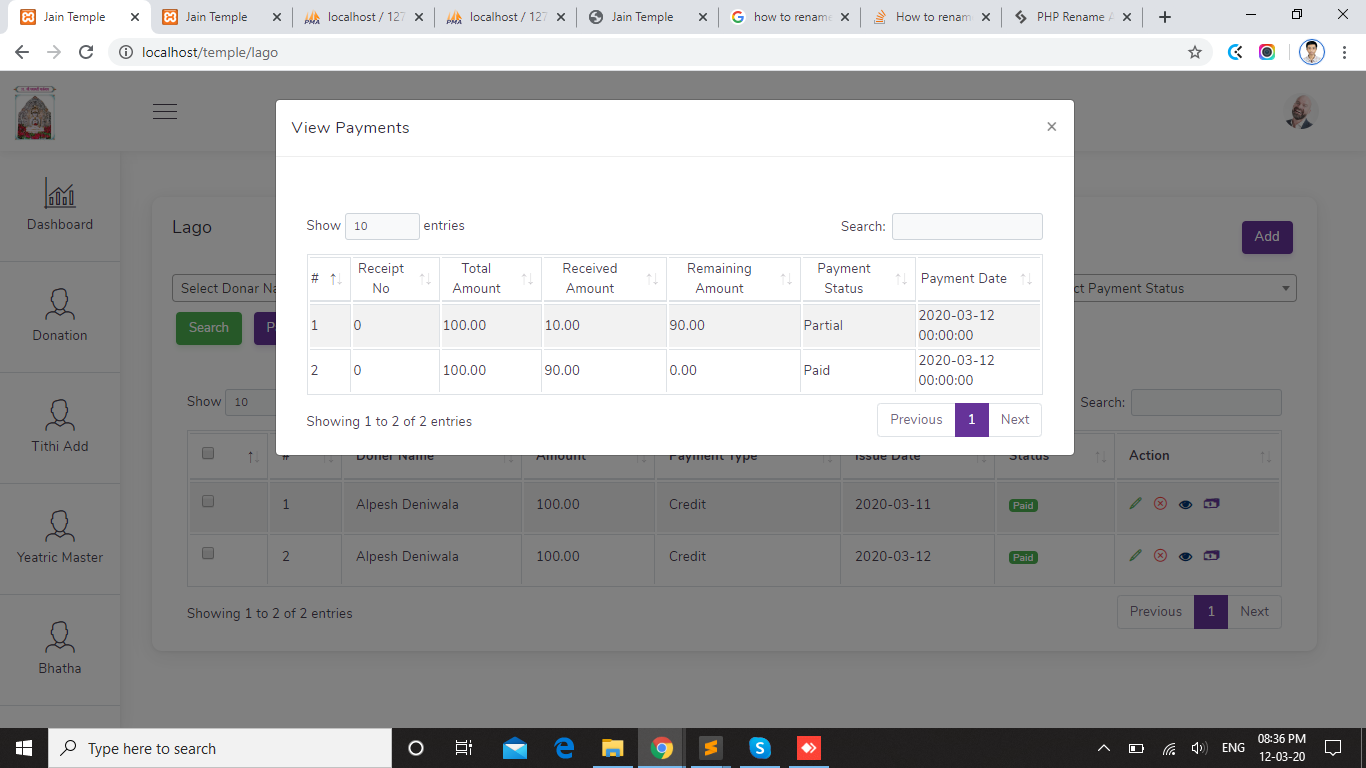 Jain Temple
Jain Temple
localhost / 127
localhost / 127
Jain Temple
how to rename
How to renam
PHP Rename A
localhost/temple/lago
View Payments
×
Show 10 entries
Search:
# Receipt No Total Amount Received Amount Remaining Amount Payment Status Payment Date
1 0 100.00 10.00 90.00 Partial 2020-03-12 00:00:00
2 0 100.00 90.00 0.00 Paid 2020-03-12 00:00:00
Showing 1 to 2 of 2 entries
Previous 1 Next
Dashboard
Donation
Tithi Add
Yeatric Master
Bhatha
Lago
Add
Select Donar Na
ct Payment Status
Search
P
Show 10
Search:
# Doner Name Amount Payment Type Issue Date Status Action
1 Alpesh Deniwala 100.00 Credit 2020-03-11 Paid
2 Alpesh Deniwala 100.00 Credit 2020-03-12 Paid
Showing 1 to 2 of 2 entries
Previous 1 Next
Type here to search
ENG
08:36 PM
12-03-20